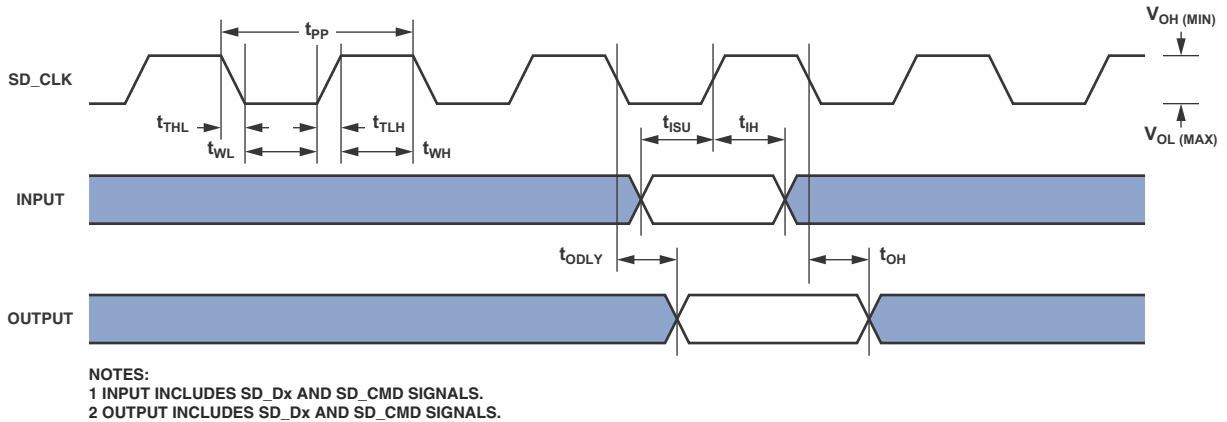 tPP
VOH (MIN)
SD_CLK
tTHL
tTLH
tISU
tIH
VOL (MAX)
tWL
tWH
INPUT
tODLY
tOH
OUTPUT
NOTES:
1 INPUT INCLUDES SD_Dx AND SD_CMD SIGNALS.
2 OUTPUT INCLUDES SD_Dx AND SD_CMD SIGNALS.